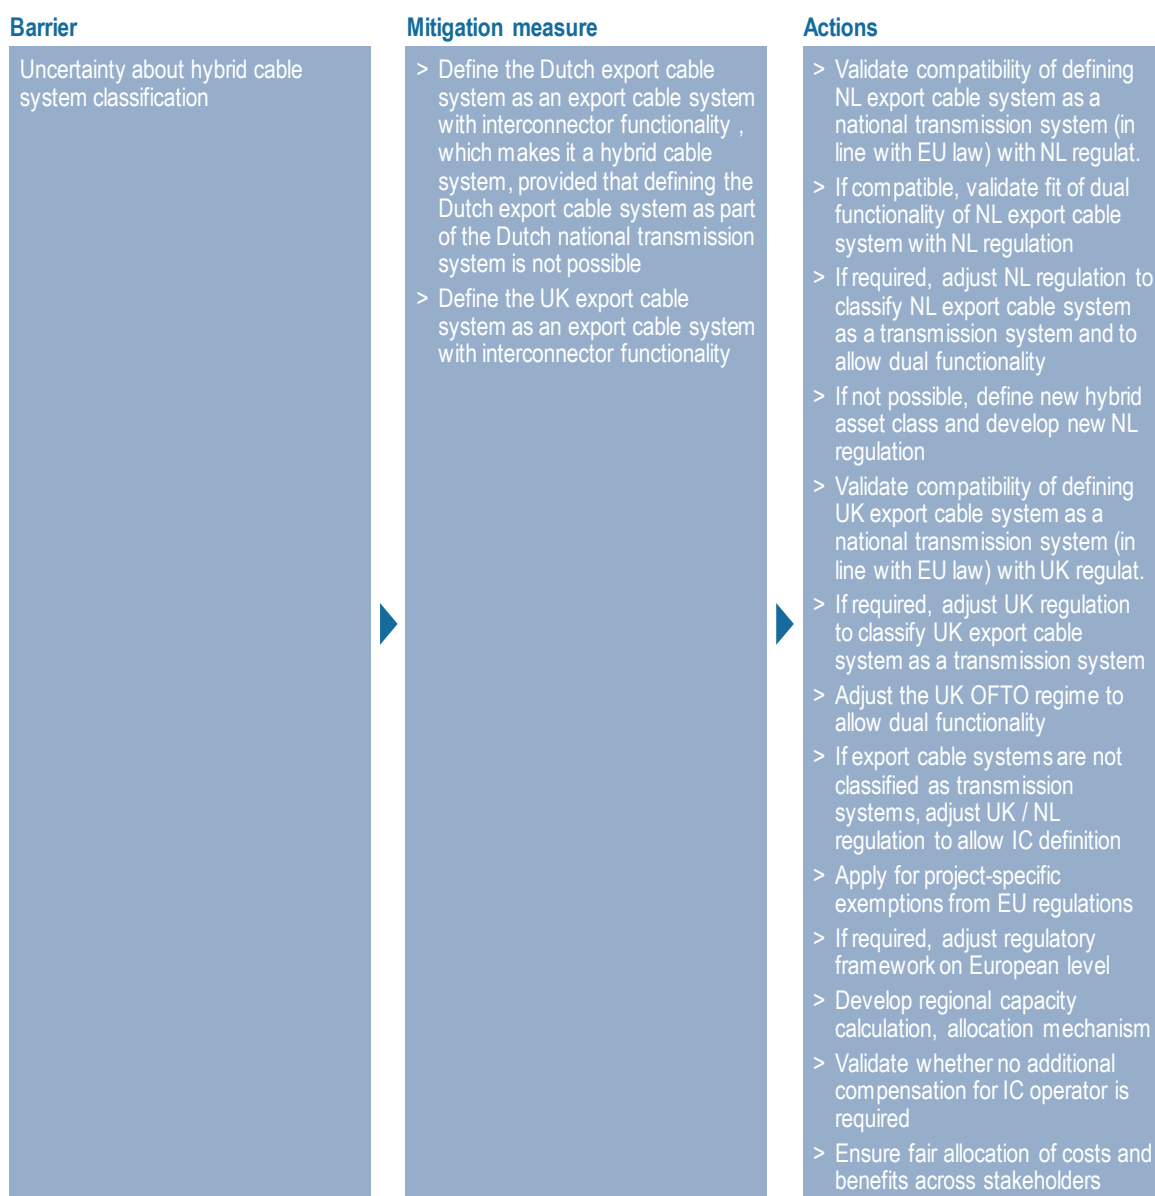 Barrier
Uncertainty about hybrid cable
system classification
Mitigation measure
> Define the Dutch export cable
system as an export cable system
with interconnector functionality ,
which makes it a hybrid cable
system, provided that defining the
Dutch export cable system as part
of the Dutch national transmission
system is not possible
> Define the UK export cable
system as an export cable system
with interconnector functionality
Actions
> Validate compatibility of defining
NL export cable system as a
national transmission system (in
line with EU law) with NL regulat.
> If compatible, validate fit of dual
functionality of NL export cable
system with NL regulation
> If required, adjust NL regulation to
classify NL export cable system
as a transmission system and to
allow dual functionality
> If not possible, define new hybrid
asset class and develop new NL
regulation
> Validate compatibility of defining
UK export cable system as a
national transmission system (in
line with EU law) with UK regulat.
> If required, adjust UK regulation
to classify UK export cable
system as a transmission system
> Adjust the UK OFTO regime to
allow dual functionality
> If export cable systems are not
classified as transmission
systems, adjust UK / NL
regulation to allow IC definition
> Apply for project-specific
exemptions from EU regulations
> If required, adjust regulatory
framework on European level
> Develop regional capacity
calculation, allocation mechanism
> Validate whether no additional
compensation for IC operator is
required
> Ensure fair allocation of costs and
benefits across stakeholders